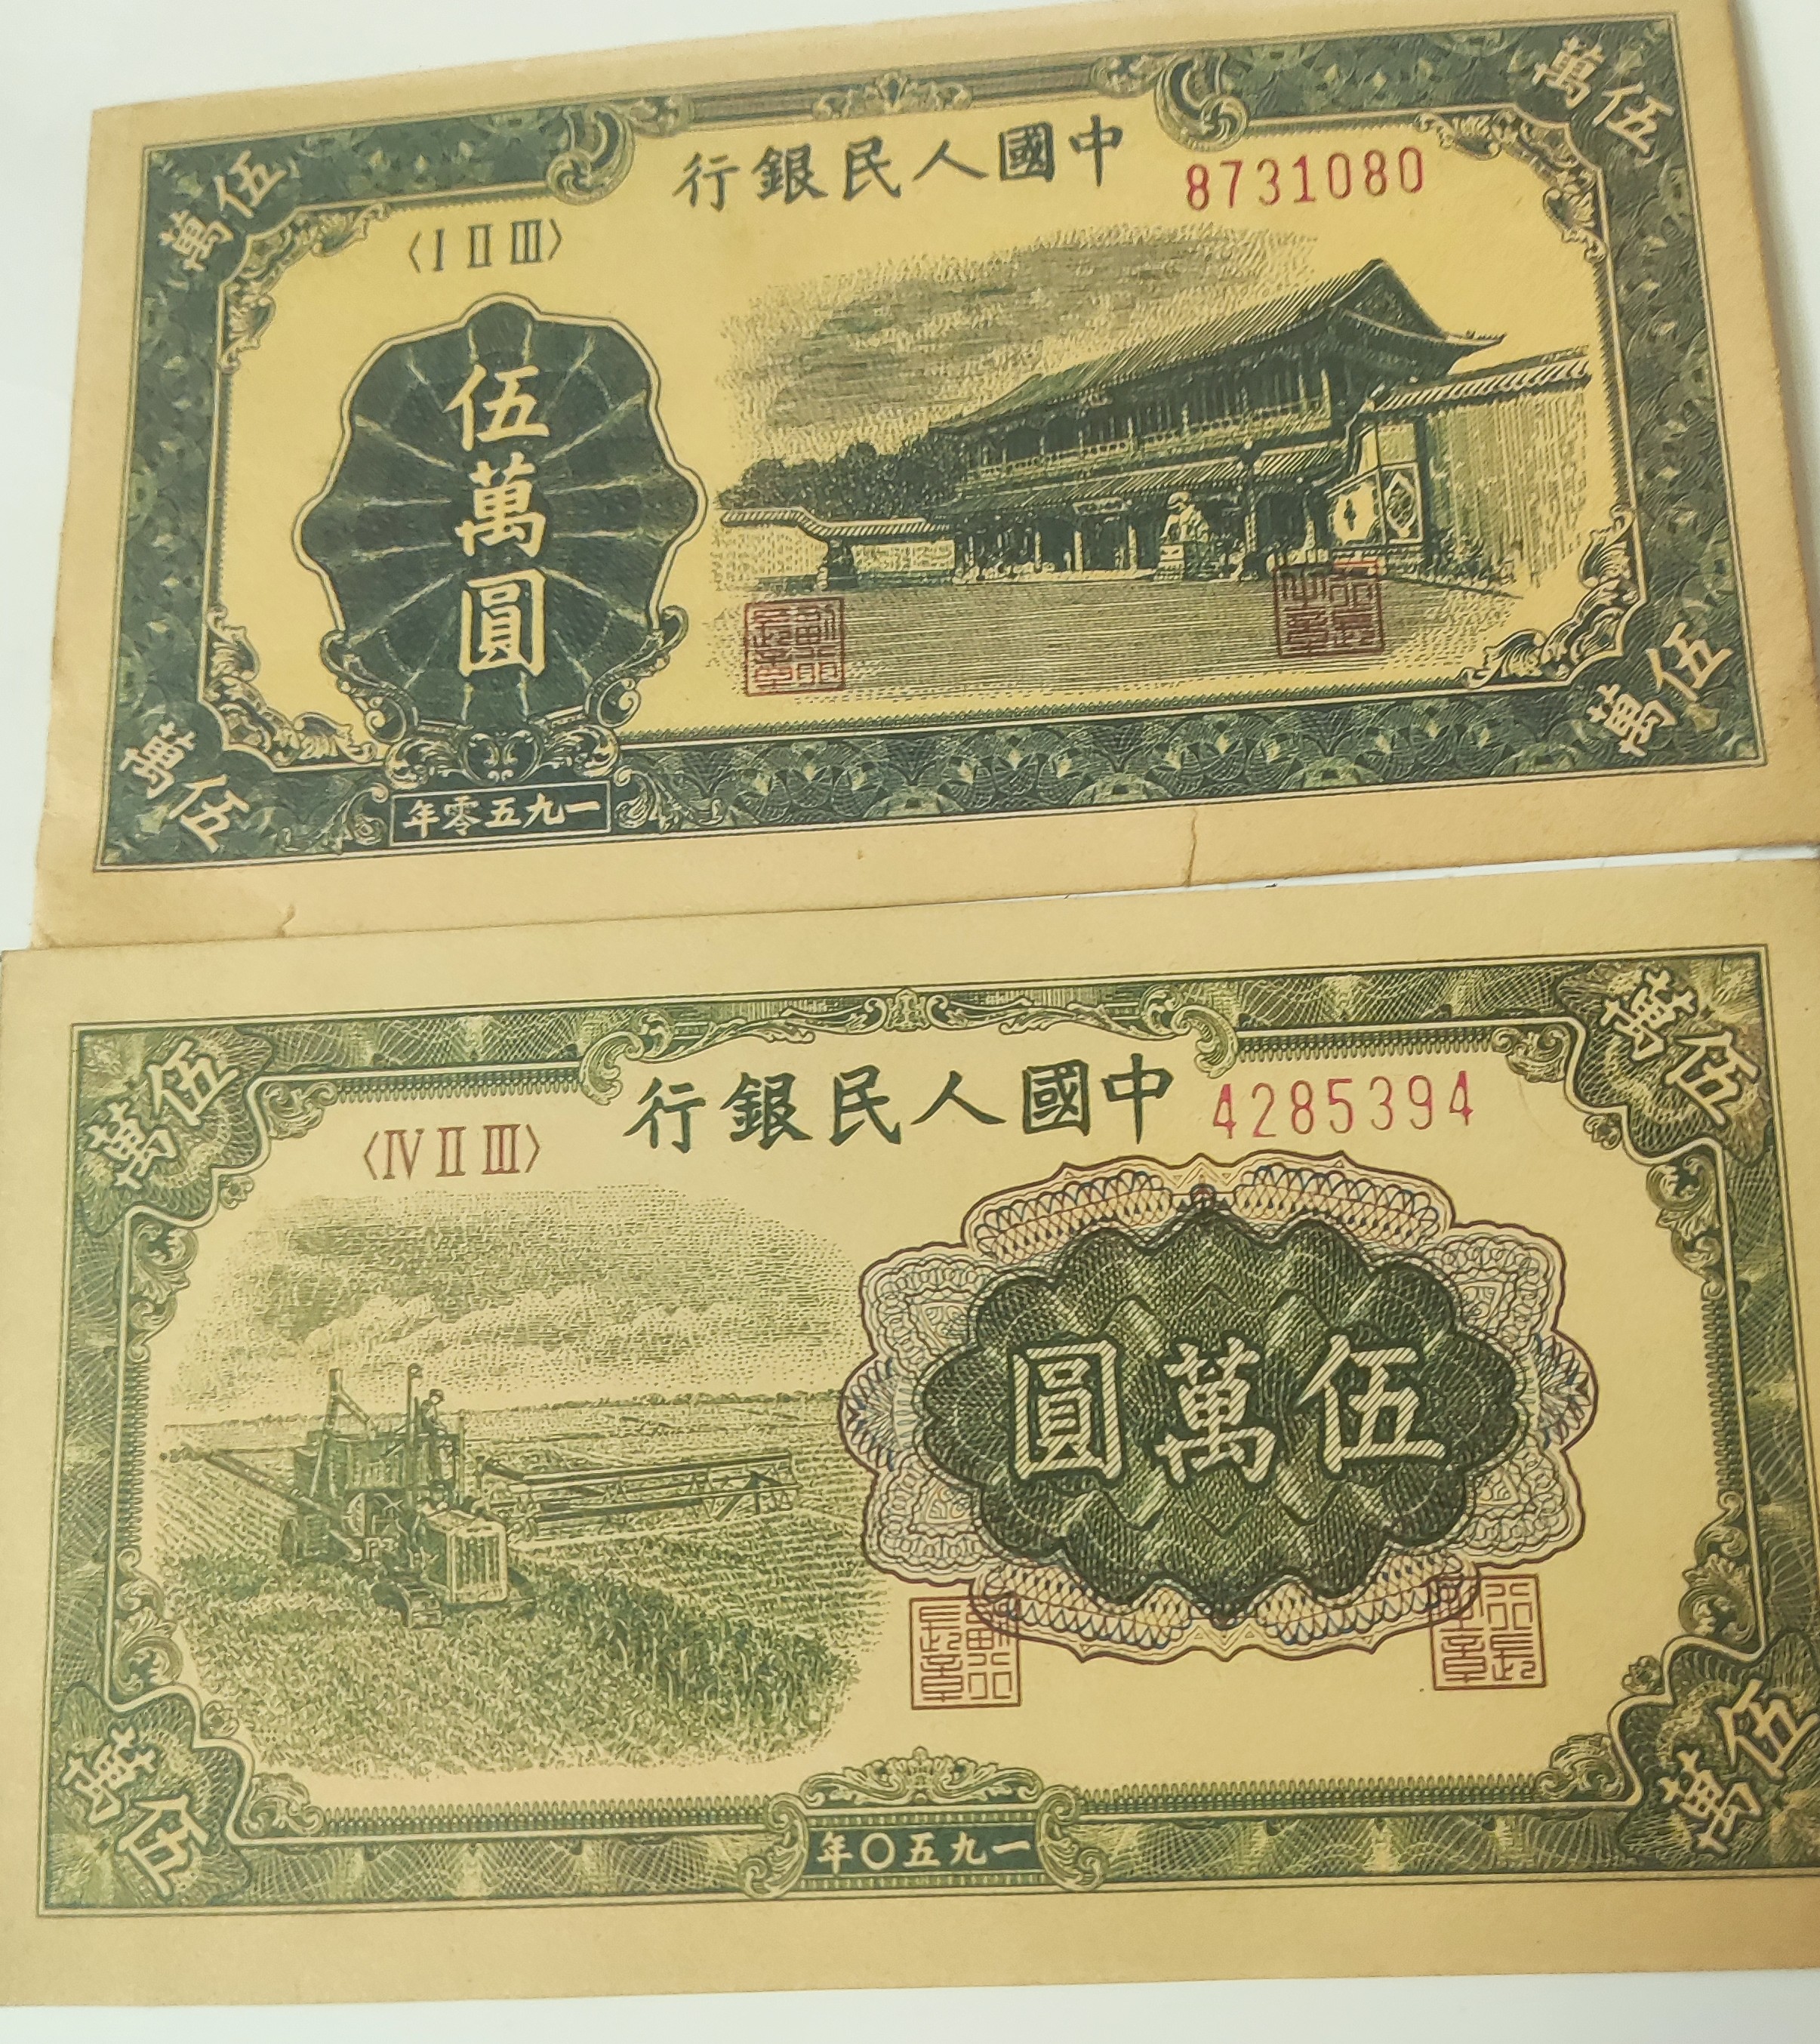 中國人民銀行
8731080
〈I II III〉
伍萬
伍萬
伍萬圓
伍萬
伍萬
一九五零年
中國人民銀行
4285394
〈IV II III〉
伍萬
伍萬
伍萬圓
伍萬
伍萬
一九五〇年